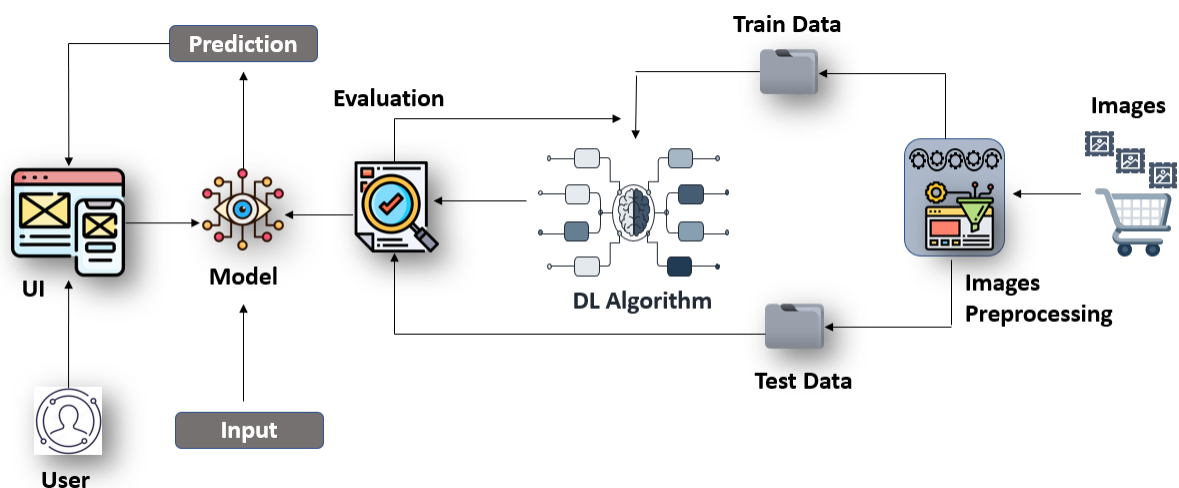 Train Data
Prediction
Evaluation
Images
UI
Model
DL Algorithm
Images
Preprocessing
Test Data
Input
User